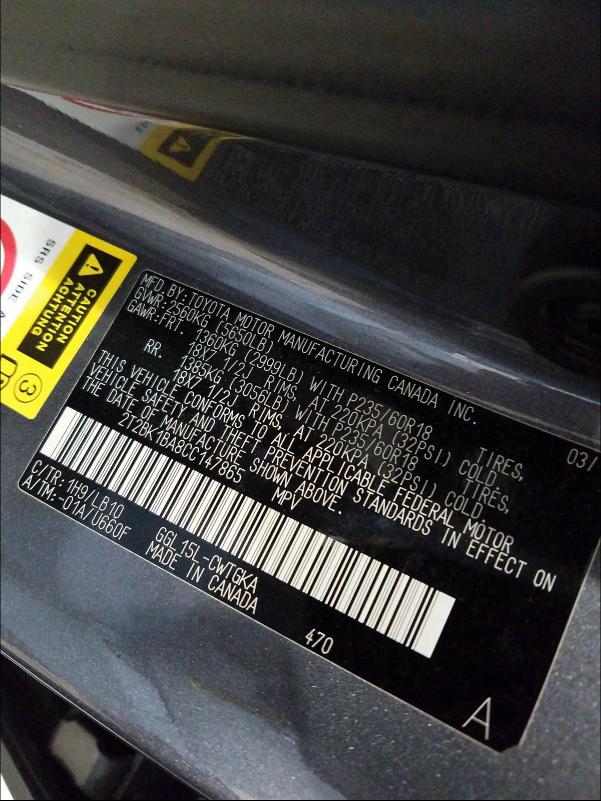 SRS SIDE A
CAUTION
ATTENTION
ACHTUNG
3
MFD BY: TOYOTA MOTOR MANUFACTURING CANADA INC. 03/
GVWR: 2560KG (5650LB)
GAWR: FRT 1360KG (2999LB) WITH P235/60R18 TIRES,
18X7 1/2J RIMS, AT 220KPA (32PSI) COLD
RR. 1385KG (3056LB) WITH P235/60R18 TIRES,
18X7 1/2J RIMS, AT 220KPA (32PSI) COLD
THIS VEHICLE CONFORMS TO ALL APPLICABLE FEDERAL MOTOR
VEHICLE SAFETY AND THEFT PREVENTION STANDARDS IN EFFECT ON
THE DATE OF MANUFACTURE SHOWN ABOVE.
2T2BK1BA8CC147865 MPV
C/TR: 1H9/LB10
A/TM:-01A/U660F
GGL15L-CWTGKA
MADE IN CANADA
470
A